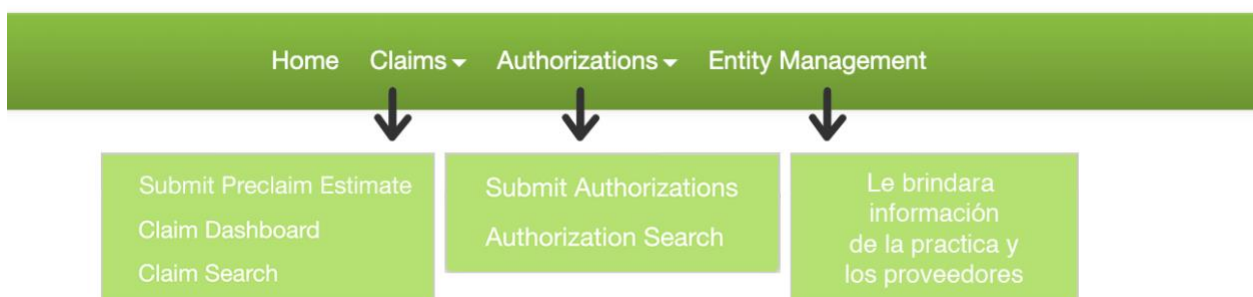 Home Claims Authorizations Entity Management
Submit Preclaim Estimate
Claim Dashboard
Claim Search
Submit Authorizations
Authorization Search
Le brindara
información
de la practica y
los proveedores